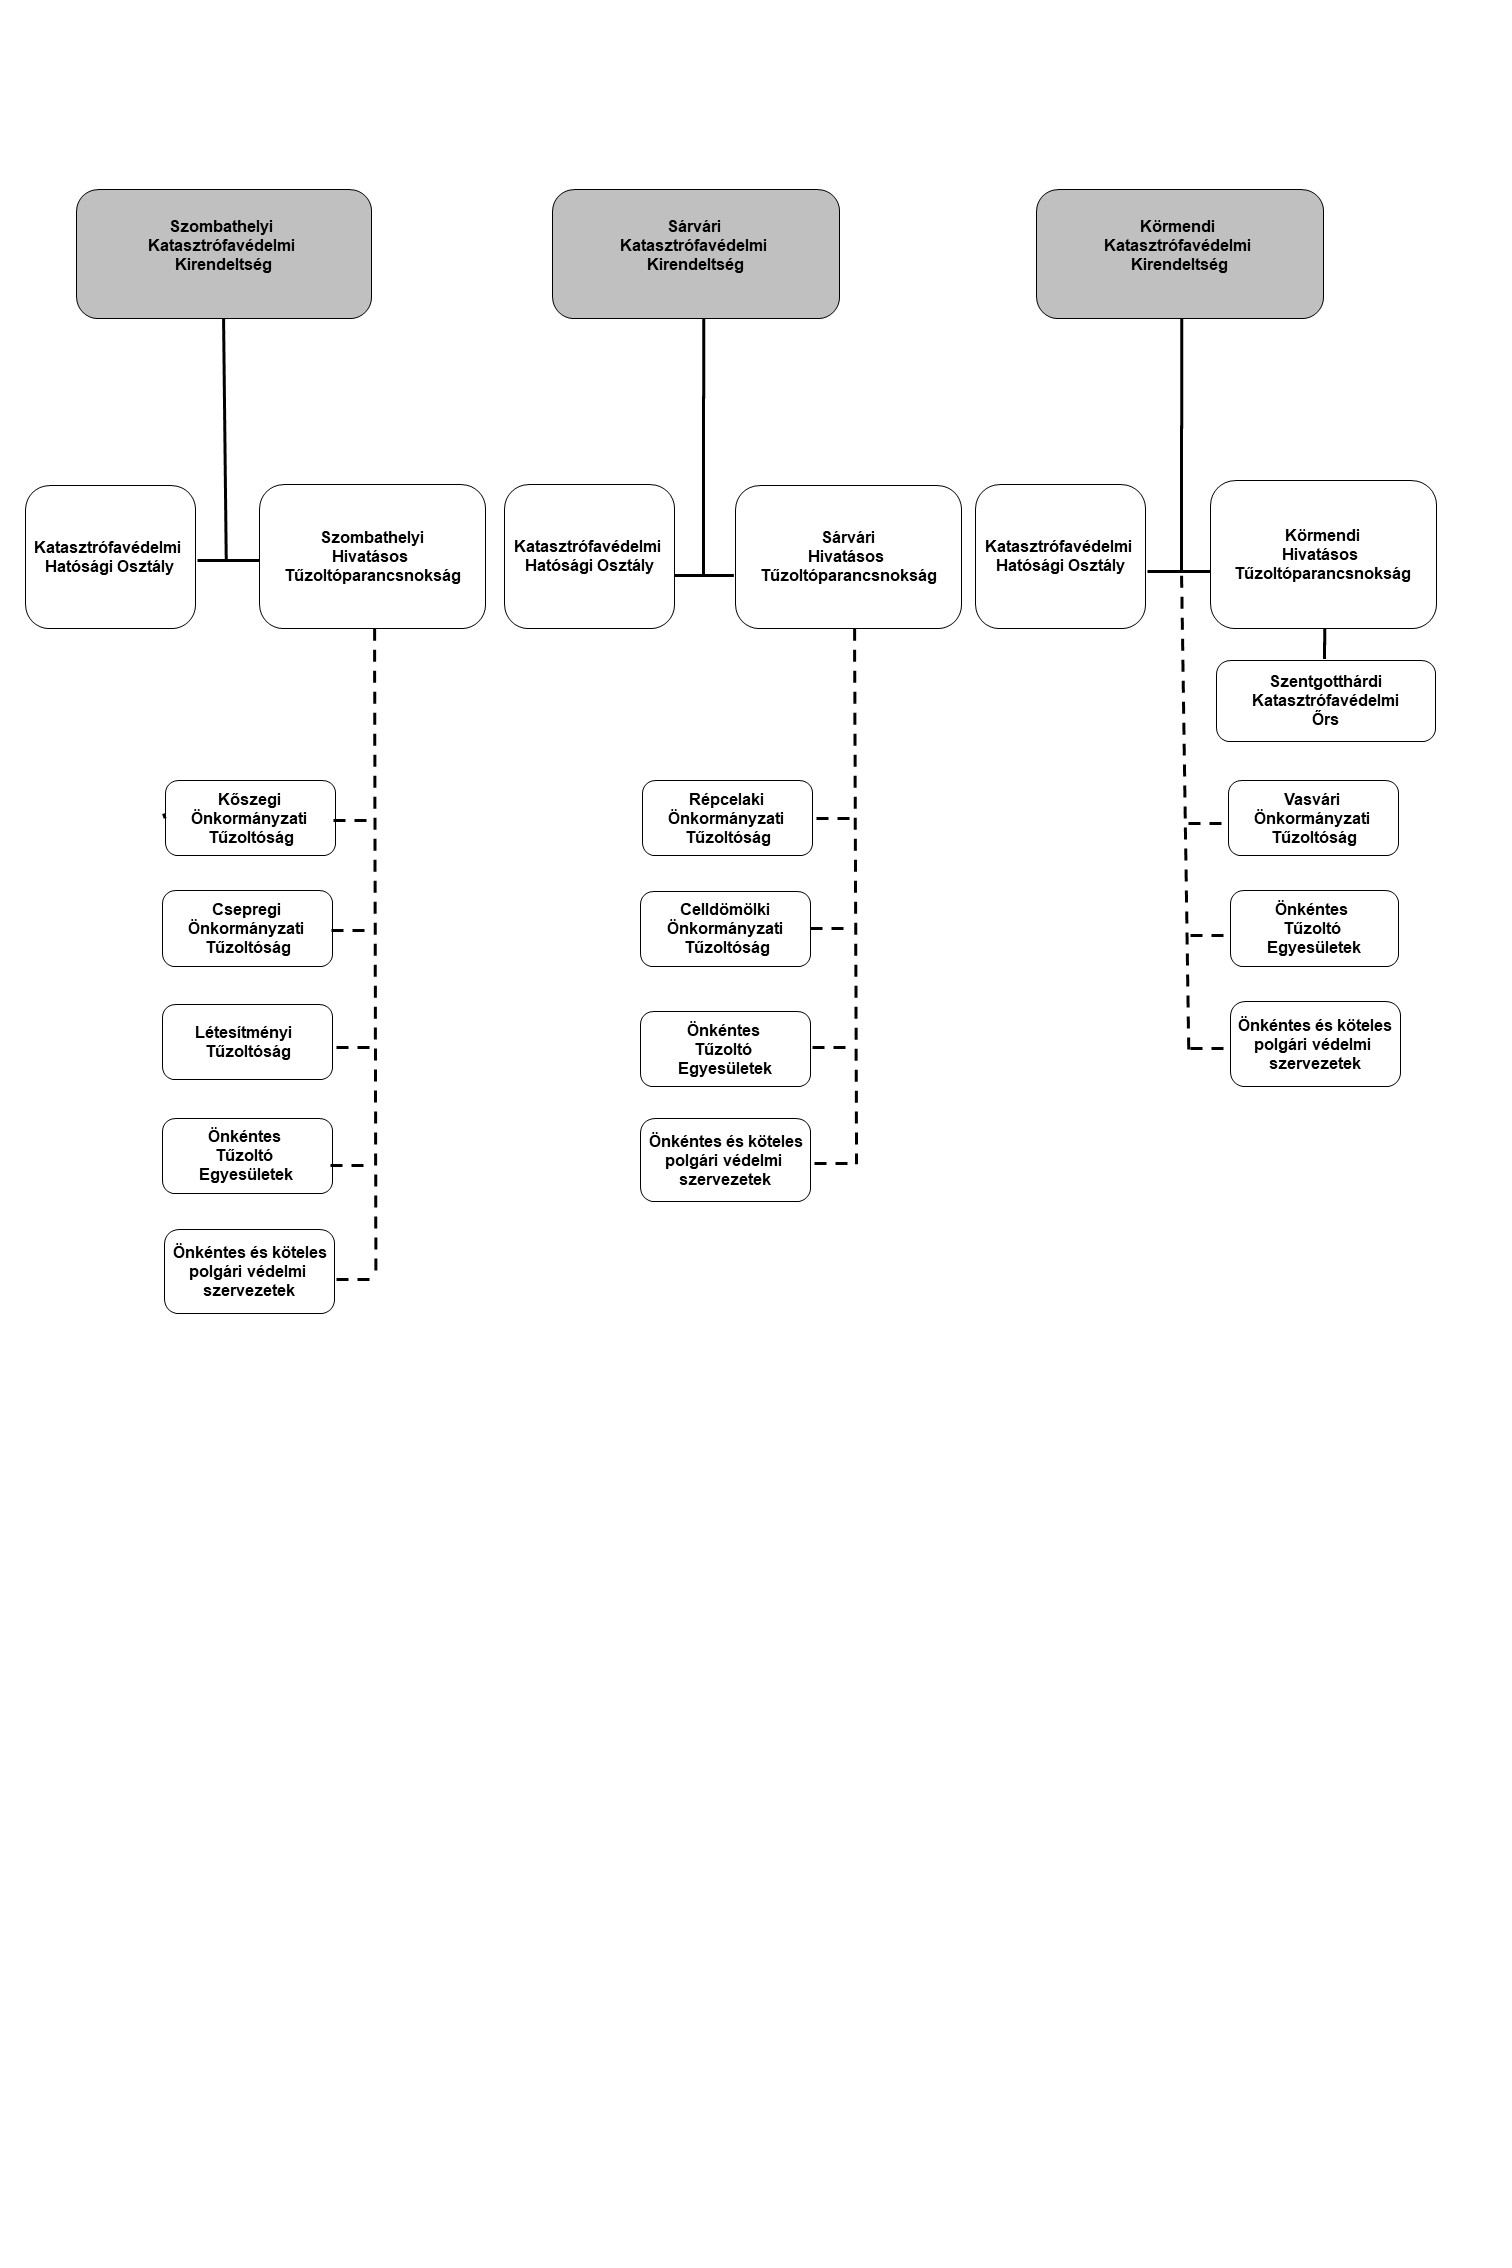 Szombathelyi
Katasztrófavédelmi
Kirendeltség
Sárvári
Katasztrófavédelmi
Kirendeltség
Körmendi
Katasztrófavédelmi
Kirendeltség
Katasztrófavédelmi
Hatósági Osztály
Szombathelyi
Hivatásos
Tűzoltóparancsnokság
Katasztrófavédelmi
Hatósági Osztály
Sárvári
Hivatásos
Tűzoltóparancsnokság
Katasztrófavédelmi
Hatósági Osztály
Körmendi
Hivatásos
Tűzoltóparancsnokság
Szentgotthárdi
Katasztrófavédelmi
Őrs
Kőszegi
Önkormányzati
Tűzoltóság
Csepregi
Önkormányzati
Tűzoltóság
Létesítményi
Tűzoltóság
Önkéntes
Tűzoltó
Egyesületek
Önkéntes és köteles
polgári védelmi
szervezetek
Répcelaki
Önkormányzati
Tűzoltóság
Celldömölki
Önkormányzati
Tűzoltóság
Önkéntes
Tűzoltó
Egyesületek
Önkéntes és köteles
polgári védelmi
szervezetek
Vasvári
Önkormányzati
Tűzoltóság
Önkéntes
Tűzoltó
Egyesületek
Önkéntes és köteles
polgári védelmi
szervezetek